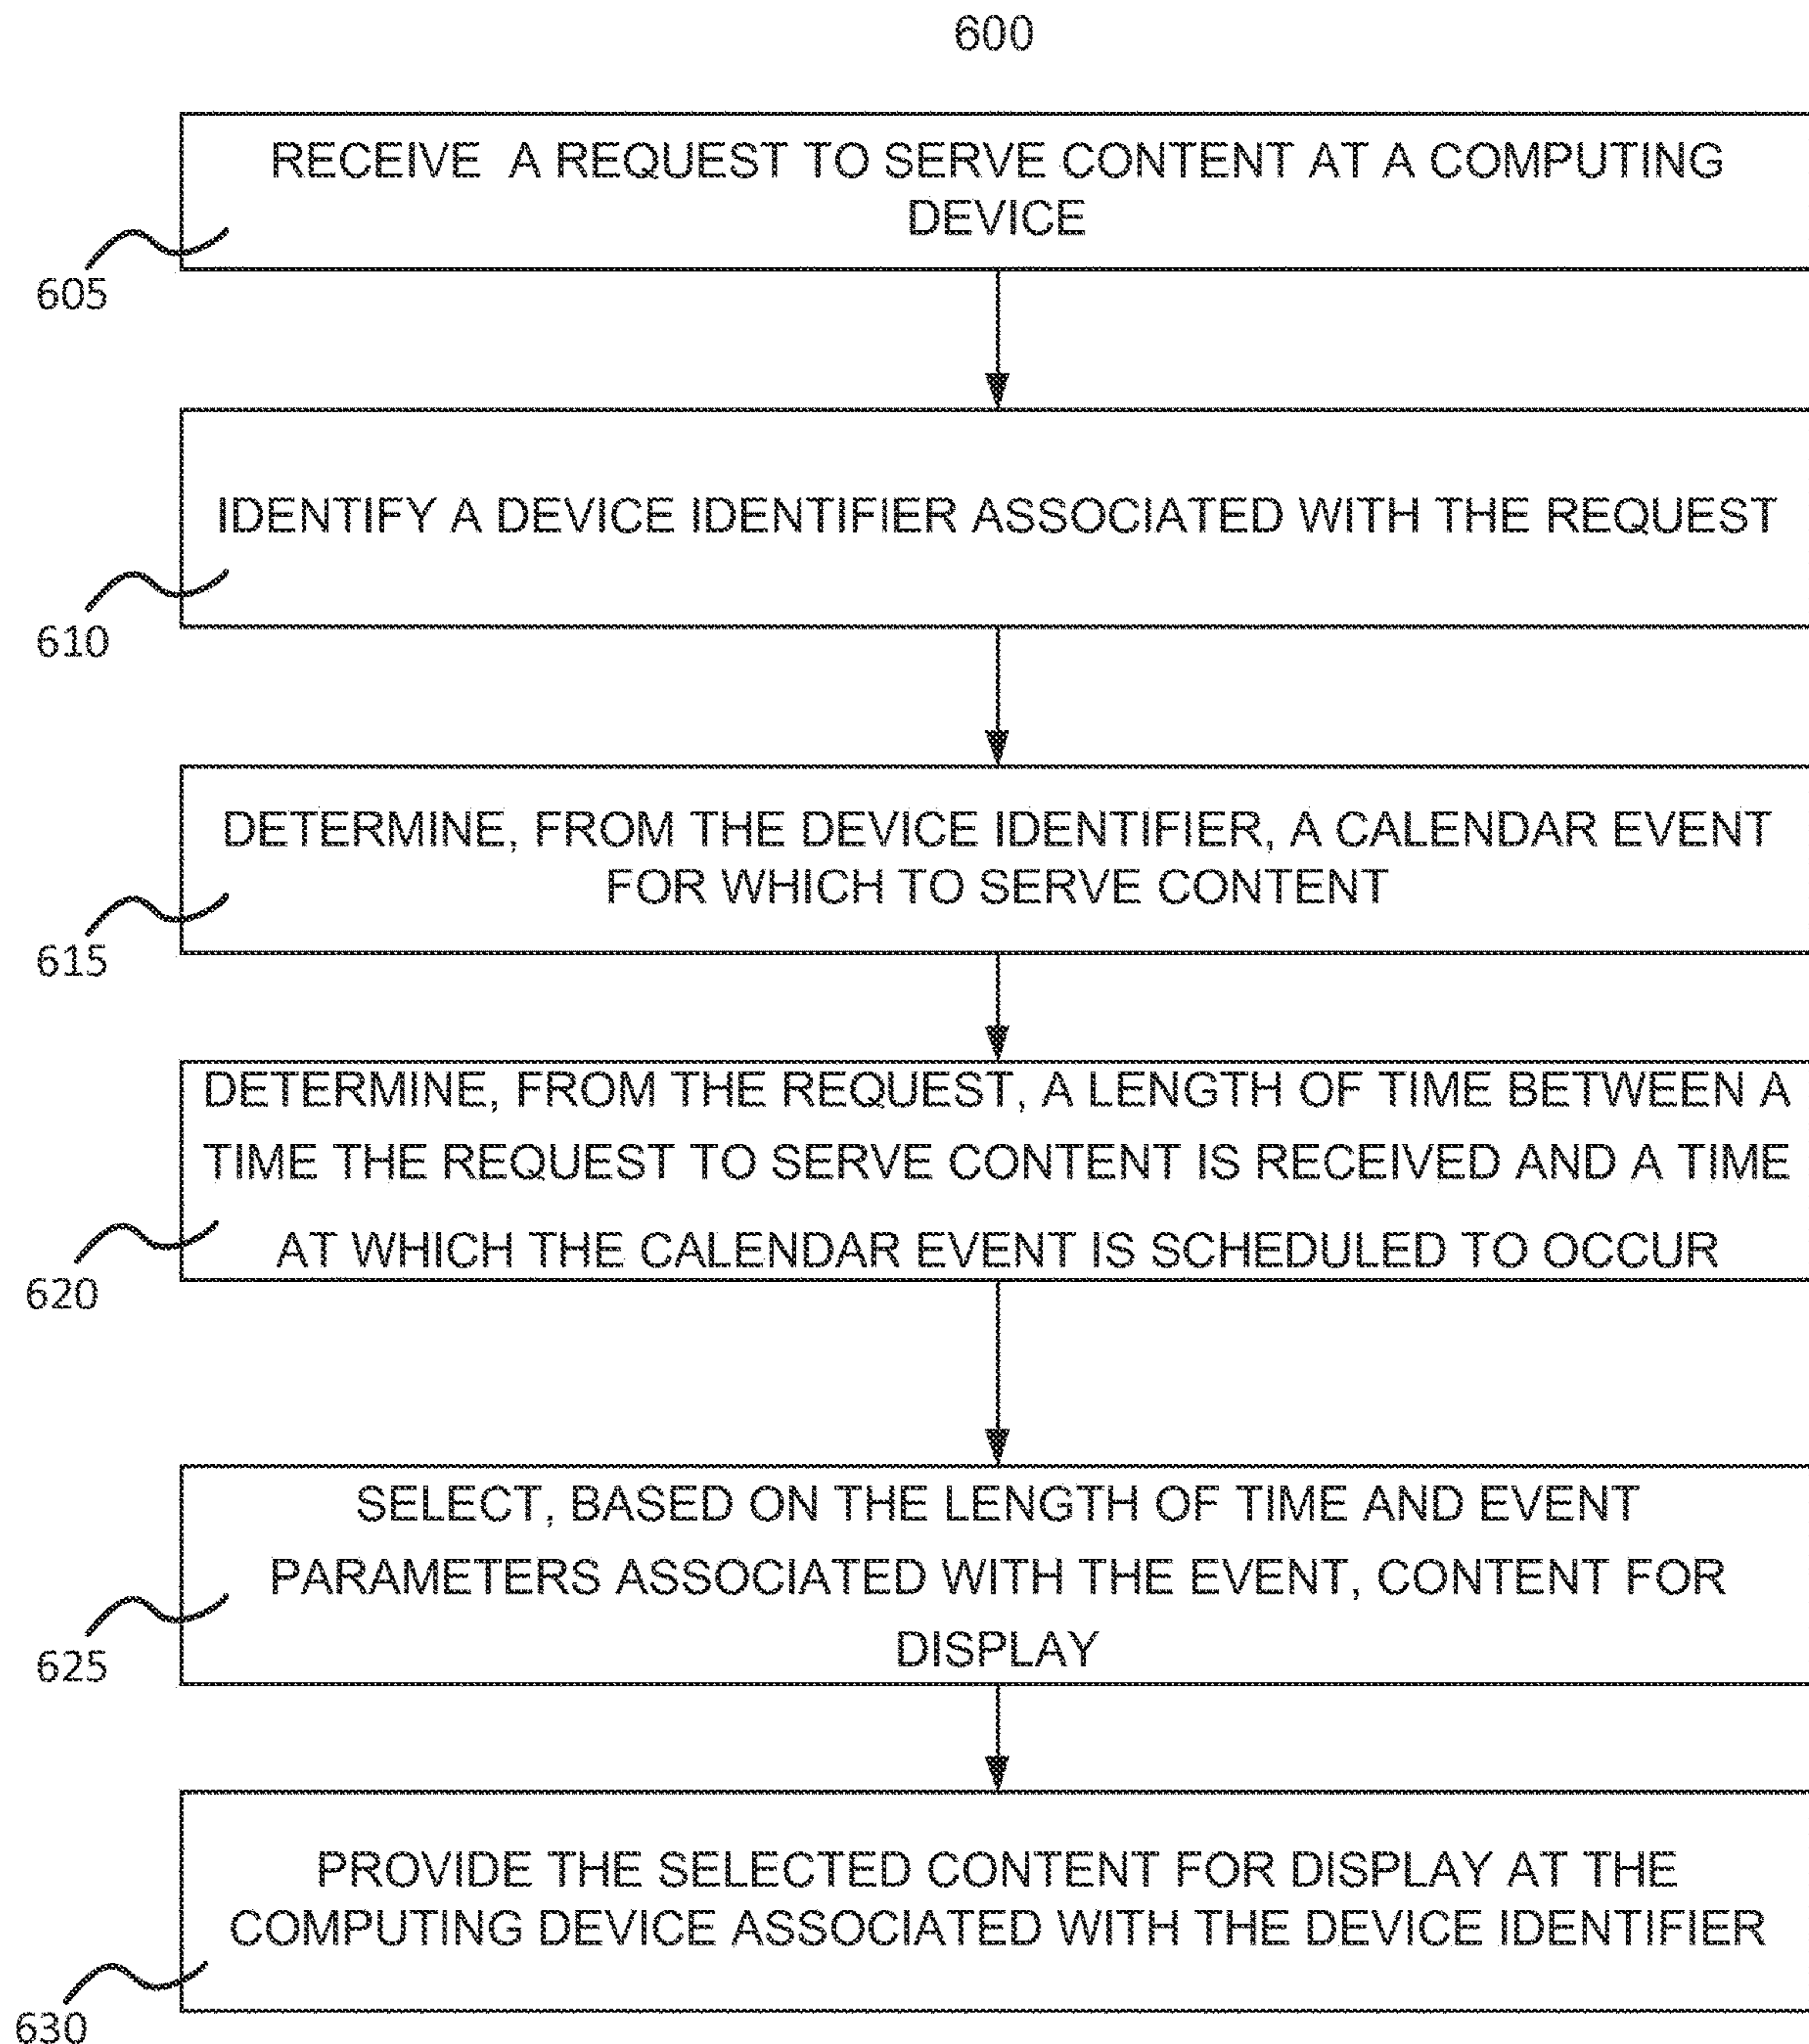 600
RECEIVE A REQUEST TO SERVE CONTENT AT A COMPUTING
DEVICE
605
IDENTIFY A DEVICE IDENTIFIER ASSOCIATED WITH THE REQUEST
610
DETERMINE, FROM THE DEVICE IDENTIFIER, A CALENDAR EVENT
FOR WHICH TO SERVE CONTENT
615
DETERMINE, FROM THE REQUEST, A LENGTH OF TIME BETWEEN A
TIME THE REQUEST TO SERVE CONTENT IS RECEIVED AND A TIME
AT WHICH THE CALENDAR EVENT IS SCHEDULED TO OCCUR
620
SELECT, BASED ON THE LENGTH OF TIME AND EVENT
PARAMETERS ASSOCIATED WITH THE EVENT, CONTENT FOR
DISPLAY
625
PROVIDE THE SELECTED CONTENT FOR DISPLAY AT THE
COMPUTING DEVICE ASSOCIATED WITH THE DEVICE IDENTIFIER
630